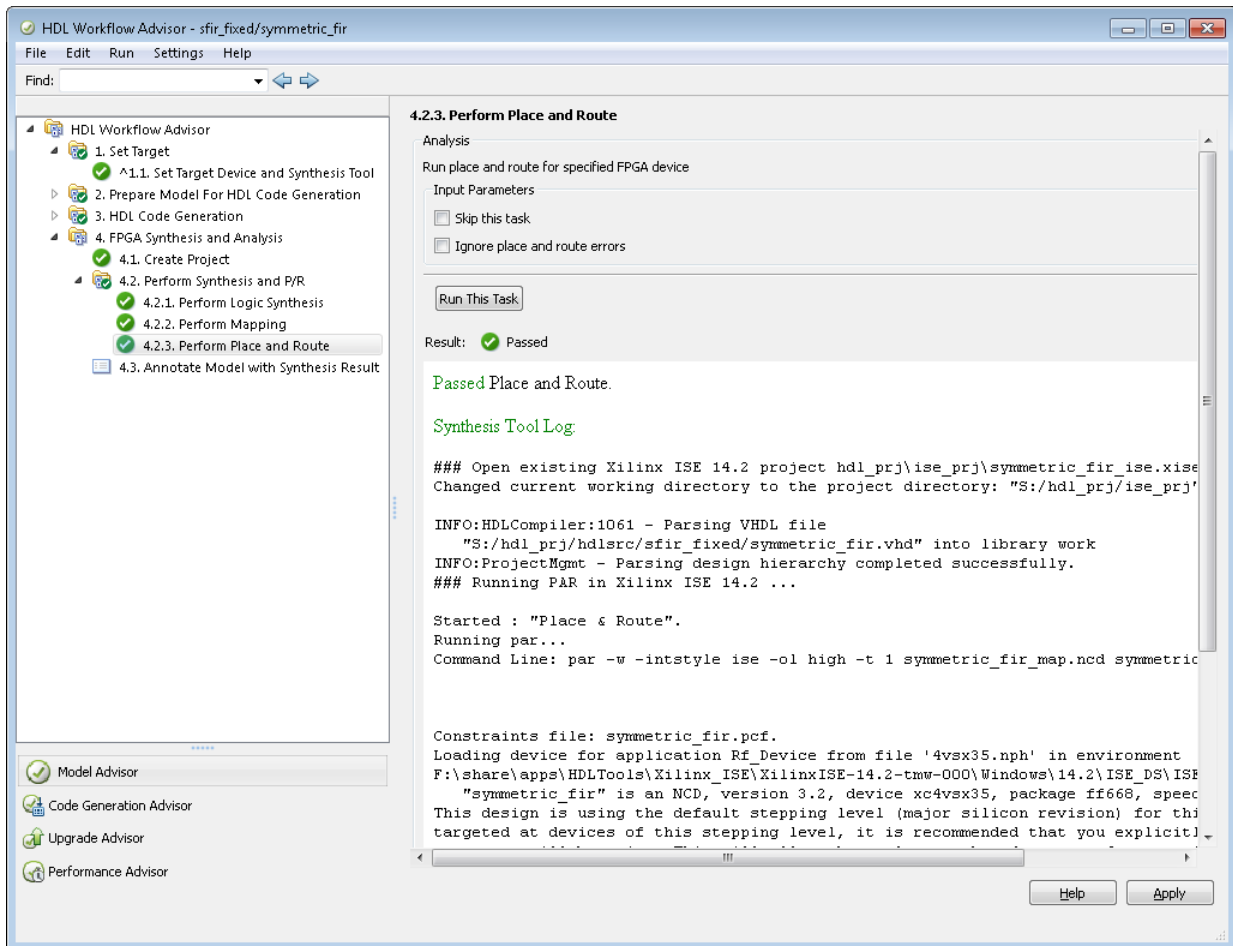 HDL Workflow Advisor - sfir_fixed/symmetric_fir
File Edit Run Settings Help
Find:
HDL Workflow Advisor
1. Set Target
^1.1. Set Target Device and Synthesis Tool
2. Prepare Model For HDL Code Generation
3. HDL Code Generation
4. FPGA Synthesis and Analysis
4.1. Create Project
4.2. Perform Synthesis and P/R
4.2.1. Perform Logic Synthesis
4.2.2. Perform Mapping
4.2.3. Perform Place and Route
4.3. Annotate Model with Synthesis Result
Model Advisor
Code Generation Advisor
Upgrade Advisor
Performance Advisor
4.2.3. Perform Place and Route
Analysis
Run place and route for specified FPGA device
Input Parameters
Skip this task
Ignore place and route errors
Run This Task
Result: Passed
Passed Place and Route.
Synthesis Tool Log:
### Open existing Xilinx ISE 14.2 project hdl_prj\ise_prj\symmetric_fir_ise.xise
Changed current working directory to the project directory: "S:/hdl_prj/ise_prj"
INFO:HDLCompiler:1061 - Parsing VHDL file
"S:/hdl_prj/hdlsrc/sfir_fixed/symmetric_fir.vhd" into library work
INFO:ProjectMgmt - Parsing design hierarchy completed successfully.
### Running PAR in Xilinx ISE 14.2 ...
Started : "Place & Route".
Running par...
Command Line: par -w -intstyle ise -ol high -t 1 symmetric_fir_map.ncd symmetric
Constraints file: symmetric_fir.pcf.
Loading device for application Rf_Device from file '4vsx35.nph' in environment
F:\share\apps\HDLTools\Xilinx_ISE\XilinxISE-14.2-tmw-000\Windows\14.2\ISE_DS\ISE
"symmetric_fir" is an NCD, version 3.2, device xc4vsx35, package ff668, speed
This design is using the default stepping level (major silicon revision) for thi
targeted at devices of this stepping level, it is recommended that you explicitl
Help Apply